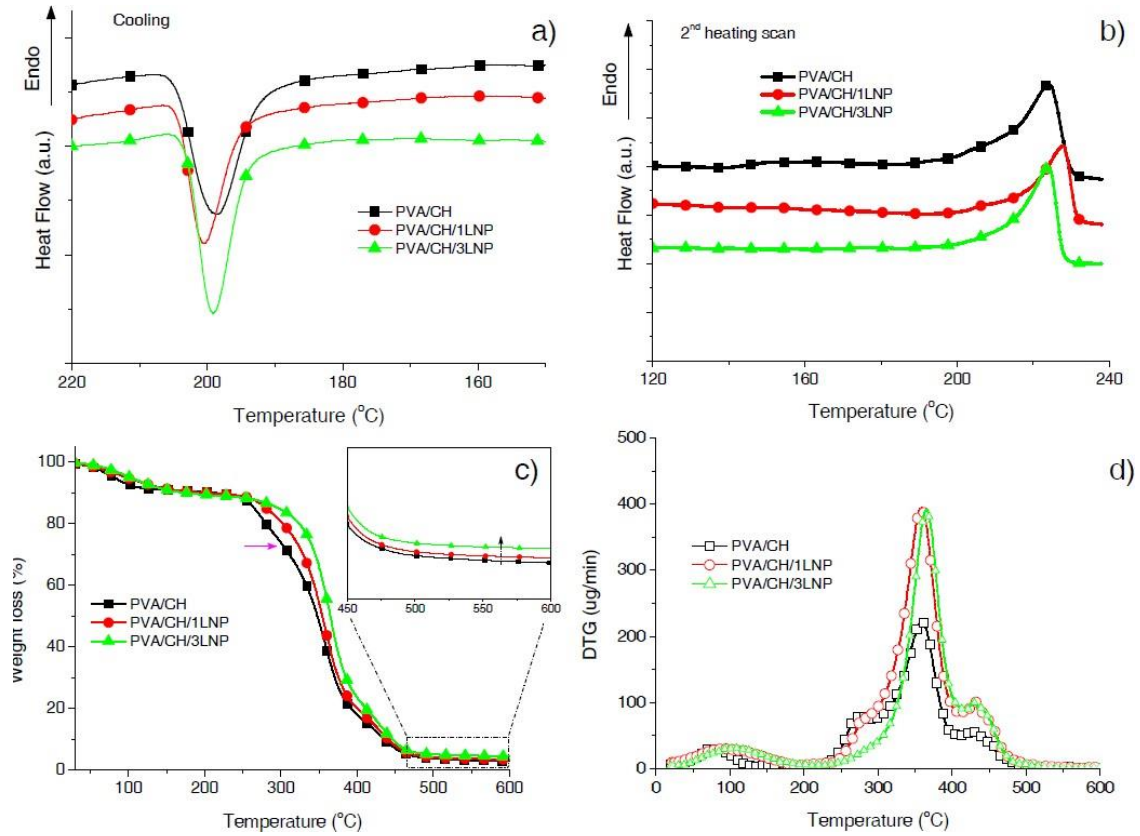 Cooling
a)
Endo
Heat Flow (a.u.)
PVA/CH
PVA/CH/1LNP
PVA/CH/3LNP
220 200 180 160
Temperature (°C)
2nd heating scan
b)
Endo
Heat Flow (a.u.)
PVA/CH
PVA/CH/1LNP
PVA/CH/3LNP
120 160 200 240
Temperature (°C)
c)
100
80
60
40
20
0
Weight loss (%)
PVA/CH
PVA/CH/1LNP
PVA/CH/3LNP
450 480 510 540 570 600
100 200 300 400 500 600
Temperature (°C)
d)
500
400
300
200
100
0
DTG (ug/min)
PVA/CH
PVA/CH/1LNP
PVA/CH/3LNP
0 100 200 300 400 500 600
Temperature (°C)